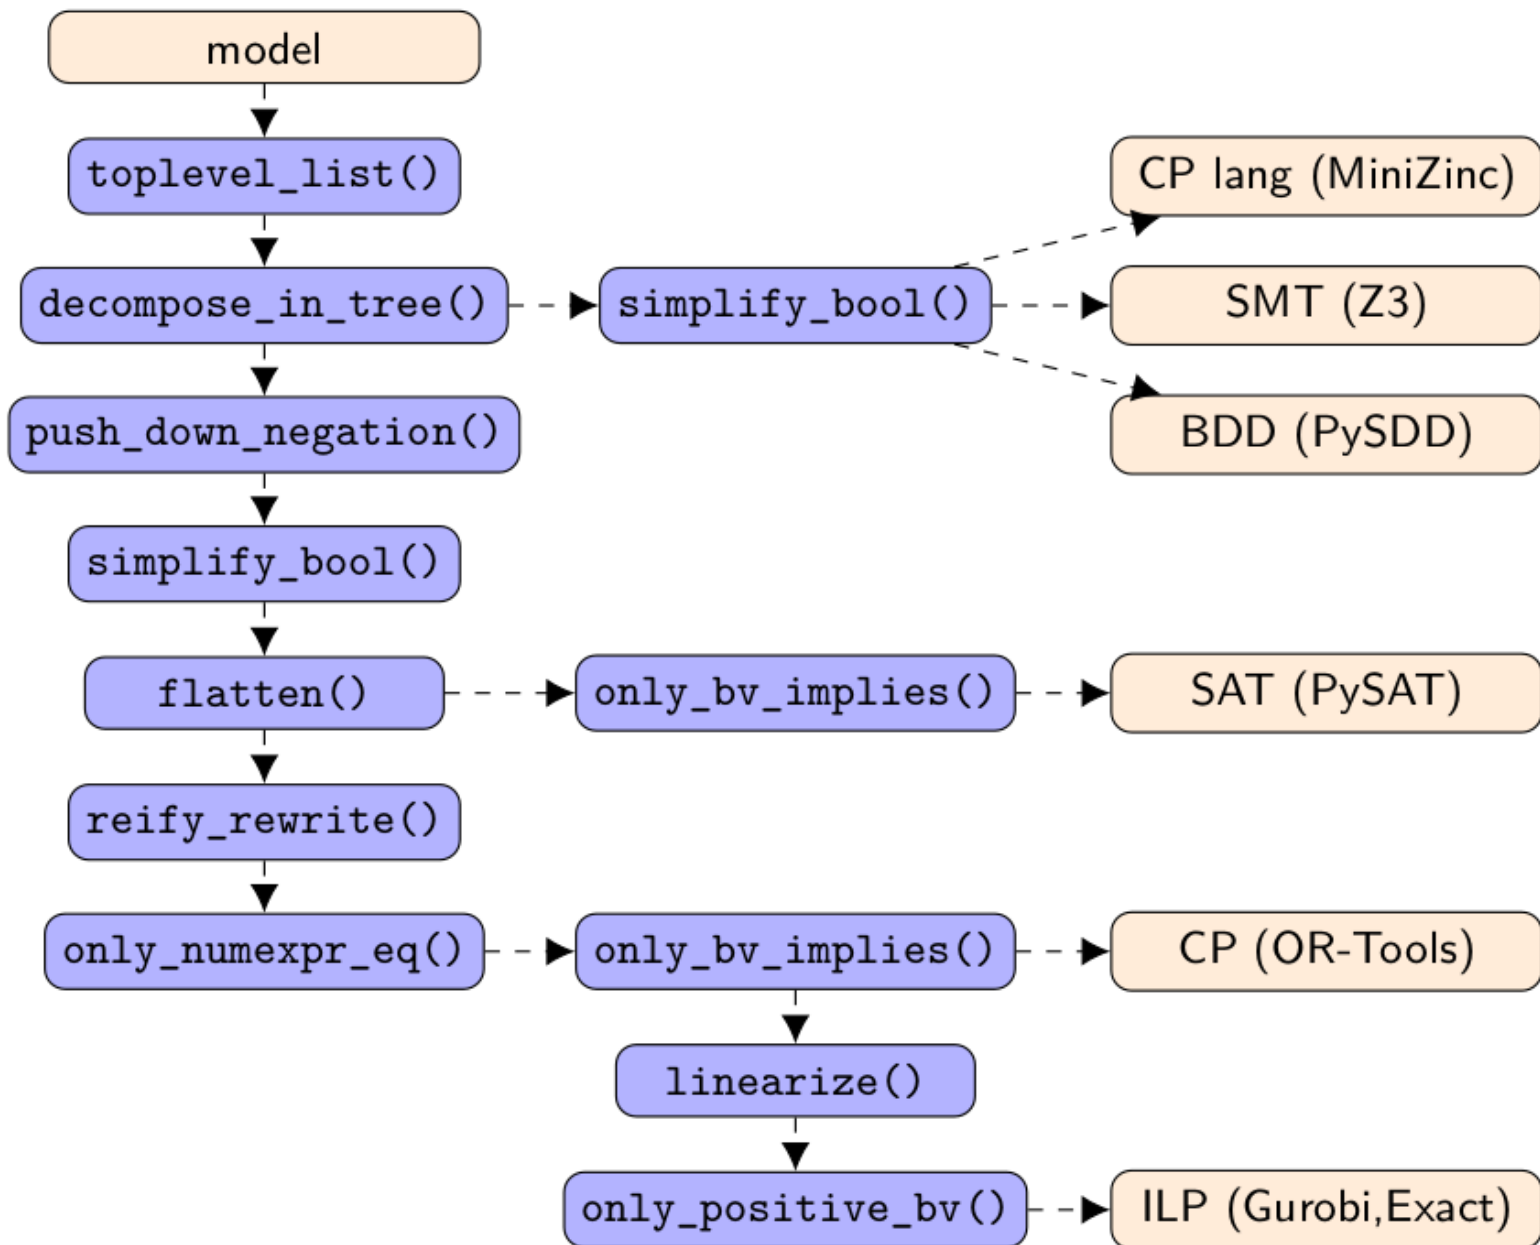 model
toplevel_list()
CP lang (MiniZinc)
decompose_in_tree()
simplify_bool()
SMT (Z3)
push_down_negation()
BDD (PySDD)
simplify_bool()
flatten()
only_bv_implies()
SAT (PySAT)
reify_rewrite()
only_numexpr_eq()
only_bv_implies()
CP (OR-Tools)
linearize()
only_positive_bv()
ILP (Gurobi,Exact)